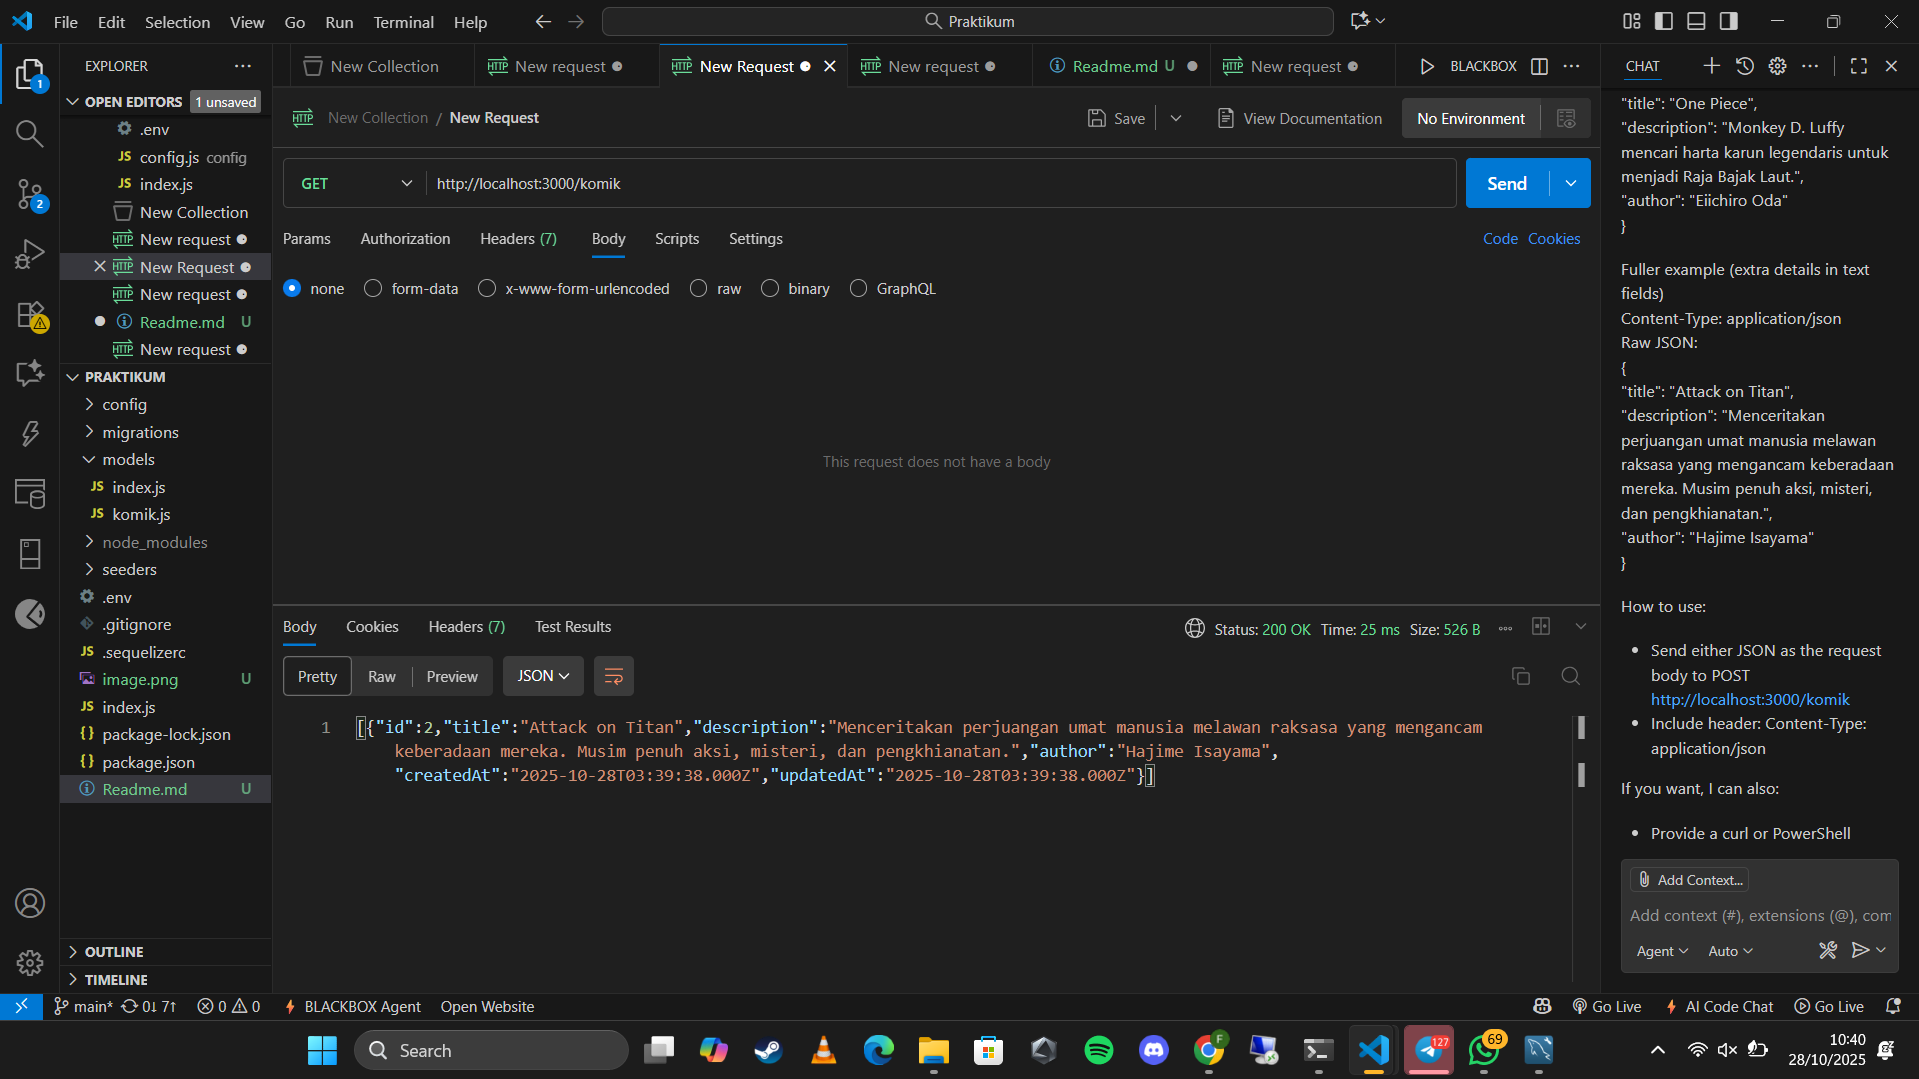 File Edit Selection View Go Run Terminal Help
Praktikum
EXPLORER
OPEN EDITORS 1 unsaved
.env
config.js config
index.js
New Collection
New request
New Request
New request
Readme.md U
New request
PRAKTIKUM
config
migrations
models
JS index.js
JS komik.js
node_modules
seeders
.env
.gitignore
JS .sequelizerc
image.png U
JS index.js
{} package-lock.json
{} package.json
Readme.md U
OUTLINE
TIMELINE
New Collection
New request
New Request
New request
Readme.md U
New request
BLACKBOX
New Collection / New Request
Save
View Documentation
No Environment
GET
http://localhost:3000/komik
Send
Params Authorization Headers (7) Body Scripts Settings
Code Cookies
none form-data x-www-form-urlencoded raw binary GraphQL
This request does not have a body
Body Cookies Headers (7) Test Results
Status: 200 OK Time: 25 ms Size: 526 B
Pretty Raw Preview JSON
1 [{"id":2,"title":"Attack on Titan","description":"Menceritakan perjuangan umat manusia melawan raksasa yang mengancam
keberadaan mereka. Musim penuh aksi, misteri, dan pengkhianatan.","author":"Hajime Isayama",
"createdAt":"2025-10-28T03:39:38.000Z","updatedAt":"2025-10-28T03:39:38.000Z"}]
CHAT
"title": "One Piece",
"description": "Monkey D. Luffy
mencari harta karun legendaris untuk
menjadi Raja Bajak Laut.",
"author": "Eiichiro Oda"
}
Fuller example (extra details in text
fields)
Content-Type: application/json
Raw JSON:
{
"title": "Attack on Titan",
"description": "Menceritakan
perjuangan umat manusia melawan
raksasa yang mengancam keberadaan
mereka. Musim penuh aksi, misteri,
dan pengkhianatan.",
"author": "Hajime Isayama"
}
How to use:
• Send either JSON as the request
body to POST
http://localhost:3000/komik
• Include header: Content-Type:
application/json
If you want, I can also:
• Provide a curl or PowerShell
Add Context...
Add context (#), extensions (@), com
Agent Auto
main* 0↓ 7↑ 0 0 BLACKBOX Agent Open Website
Go Live AI Code Chat Go Live
Search
127
69
10:40
28/10/2025